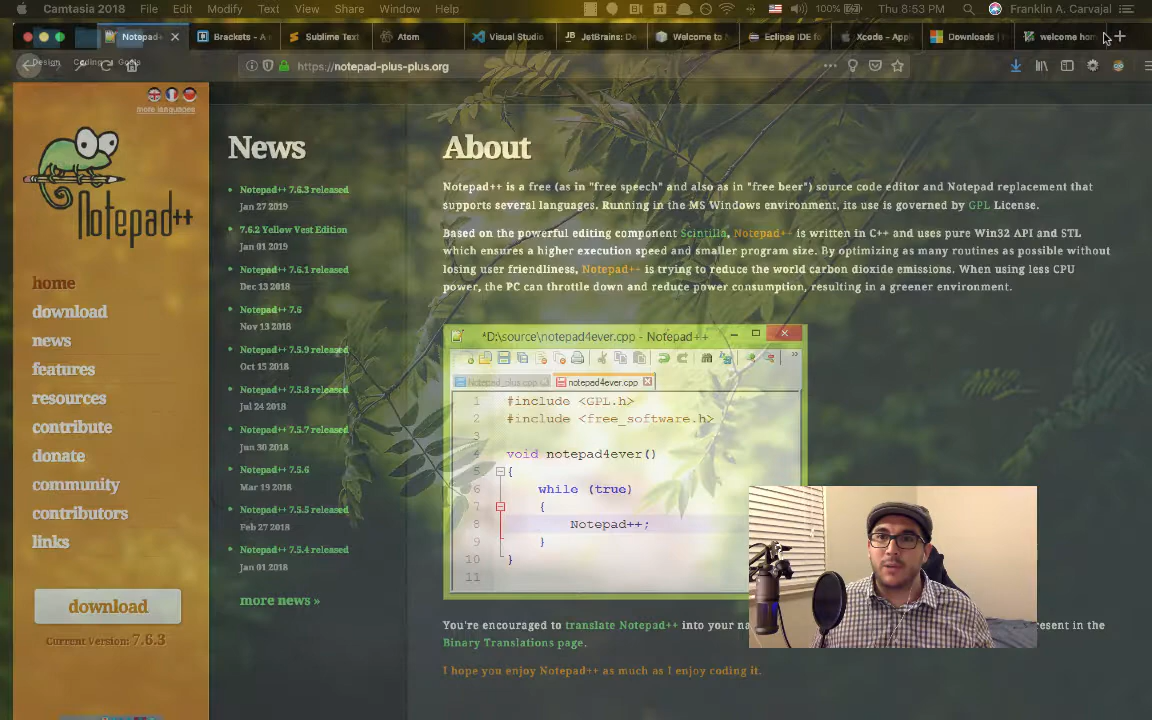 Camtasia 2018 File Edit Modify Text View Share Window Help 100% Thu 8:53 PM Franklin A. Carvajal
Notepad+ Brackets - A Sublime Text Atom Visual Studio JetBrains: De Welcome to Eclipse IDE fo Xcode - Appl Downloads | welcome hom
Design Coding Goals
https://notepad-plus-plus.org
more languages
Notepad++
home
download
news
features
resources
contribute
donate
community
contributors
links
download
Current Version: 7.6.3
News
Notepad++ 7.6.3 released
Jan 27 2019
7.6.2 Yellow Vest Edition
Jan 01 2019
Notepad++ 7.6.1 released
Dec 13 2018
Notepad++ 7.6
Nov 13 2018
Notepad++ 7.5.9 released
Oct 15 2018
Notepad++ 7.5.8 released
Jul 24 2018
Notepad++ 7.5.7 released
Jun 30 2018
Notepad++ 7.5.6
Mar 19 2018
Notepad++ 7.5.5 released
Feb 27 2018
Notepad++ 7.5.4 released
Jan 01 2018
more news »
About
Notepad++ is a free (as in "free speech" and also as in "free beer") source code editor and Notepad replacement that
supports several languages. Running in the MS Windows environment, its use is governed by GPL License.
Based on the powerful editing component Scintilla, Notepad++ is written in C++ and uses pure Win32 API and STL
which ensures a higher execution speed and smaller program size. By optimizing as many routines as possible without
losing user friendliness, Notepad++ is trying to reduce the world carbon dioxide emissions. When using less CPU
power, the PC can throttle down and reduce power consumption, resulting in a greener environment.
*D:\source\notepad4ever.cpp - Notepad++
Notepad_plus.cpp notepad4ever.cpp
1 #include <GPL.h>
2 #include <free_software.h>
3
4 void notepad4ever()
5 {
6 while (true)
7 {
8 Notepad++;
9 }
10 }
11
You're encouraged to translate Notepad++ into your na resent in the
Binary Translations page.
I hope you enjoy Notepad++ as much as I enjoy coding it.